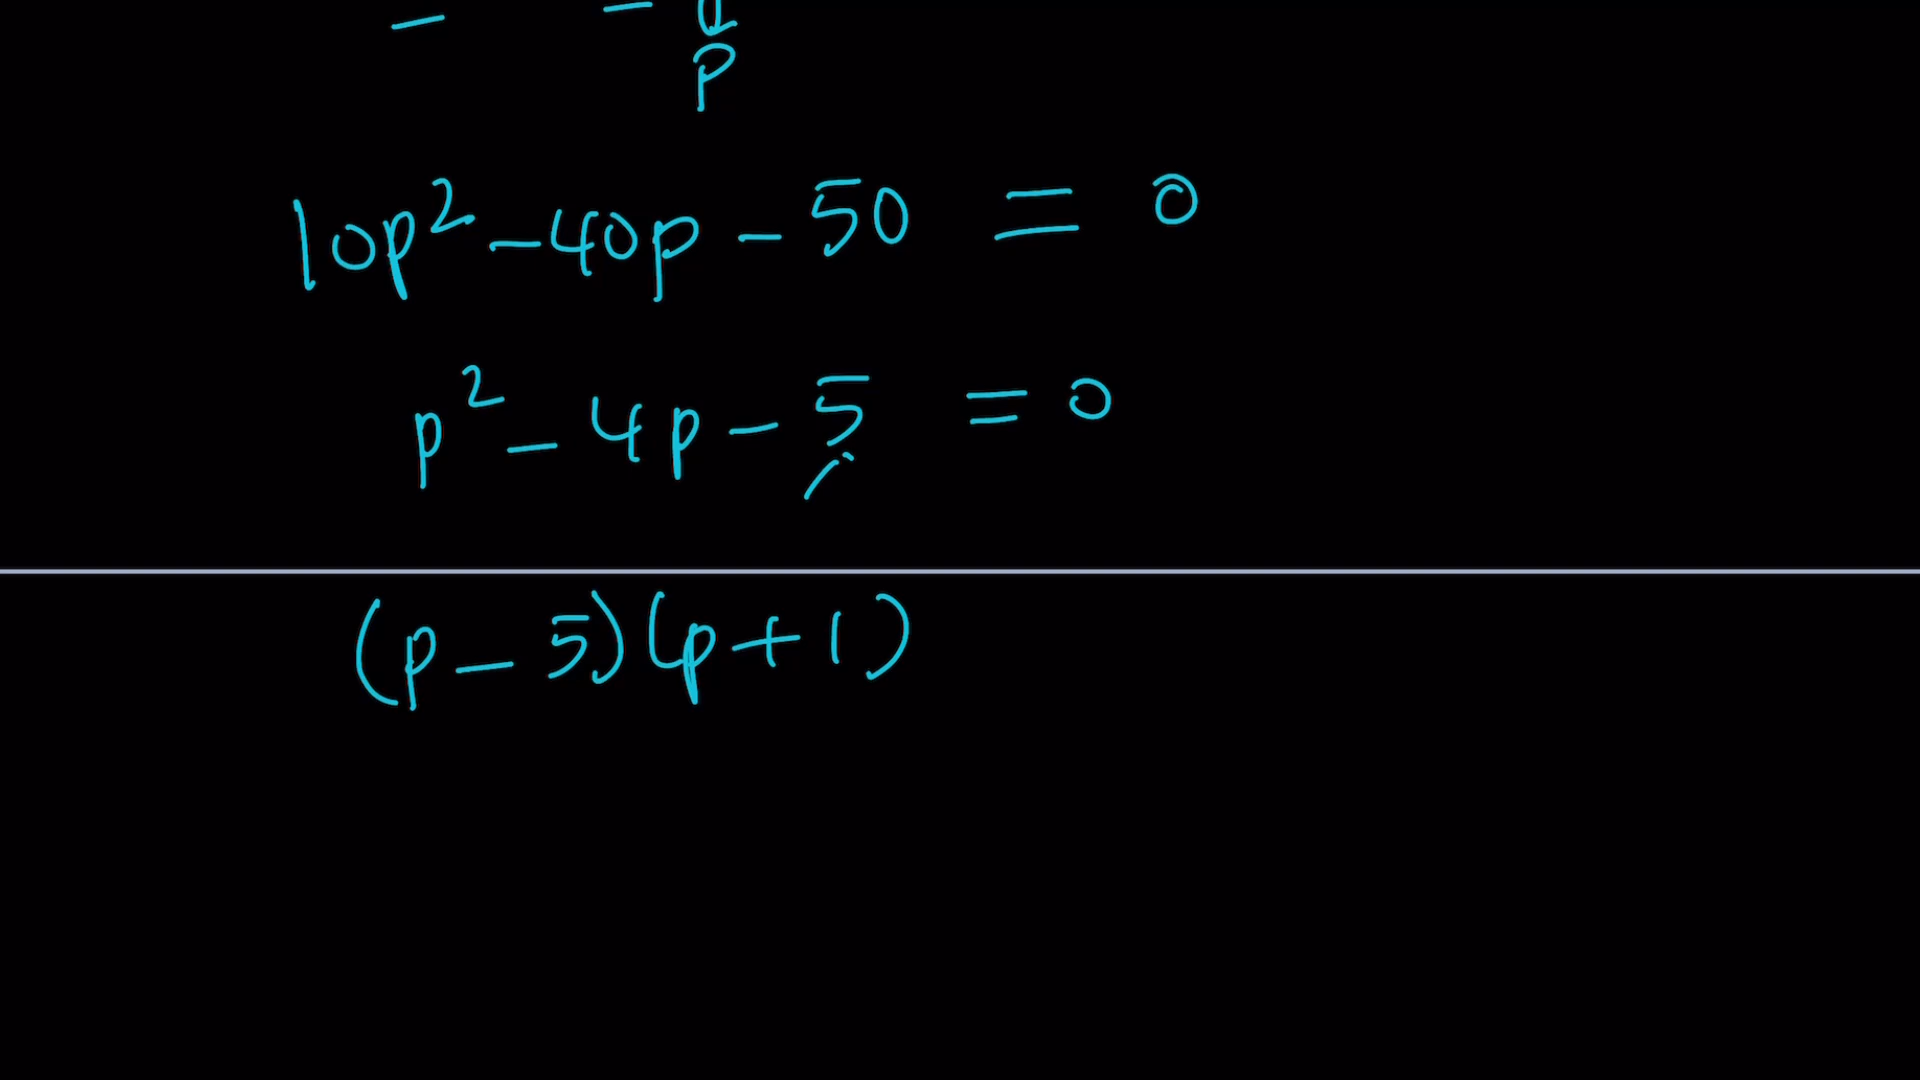 p
10p² - 40p - 50 = 0
p² - 4p - 5 = 0
(p - 5)(p + 1)